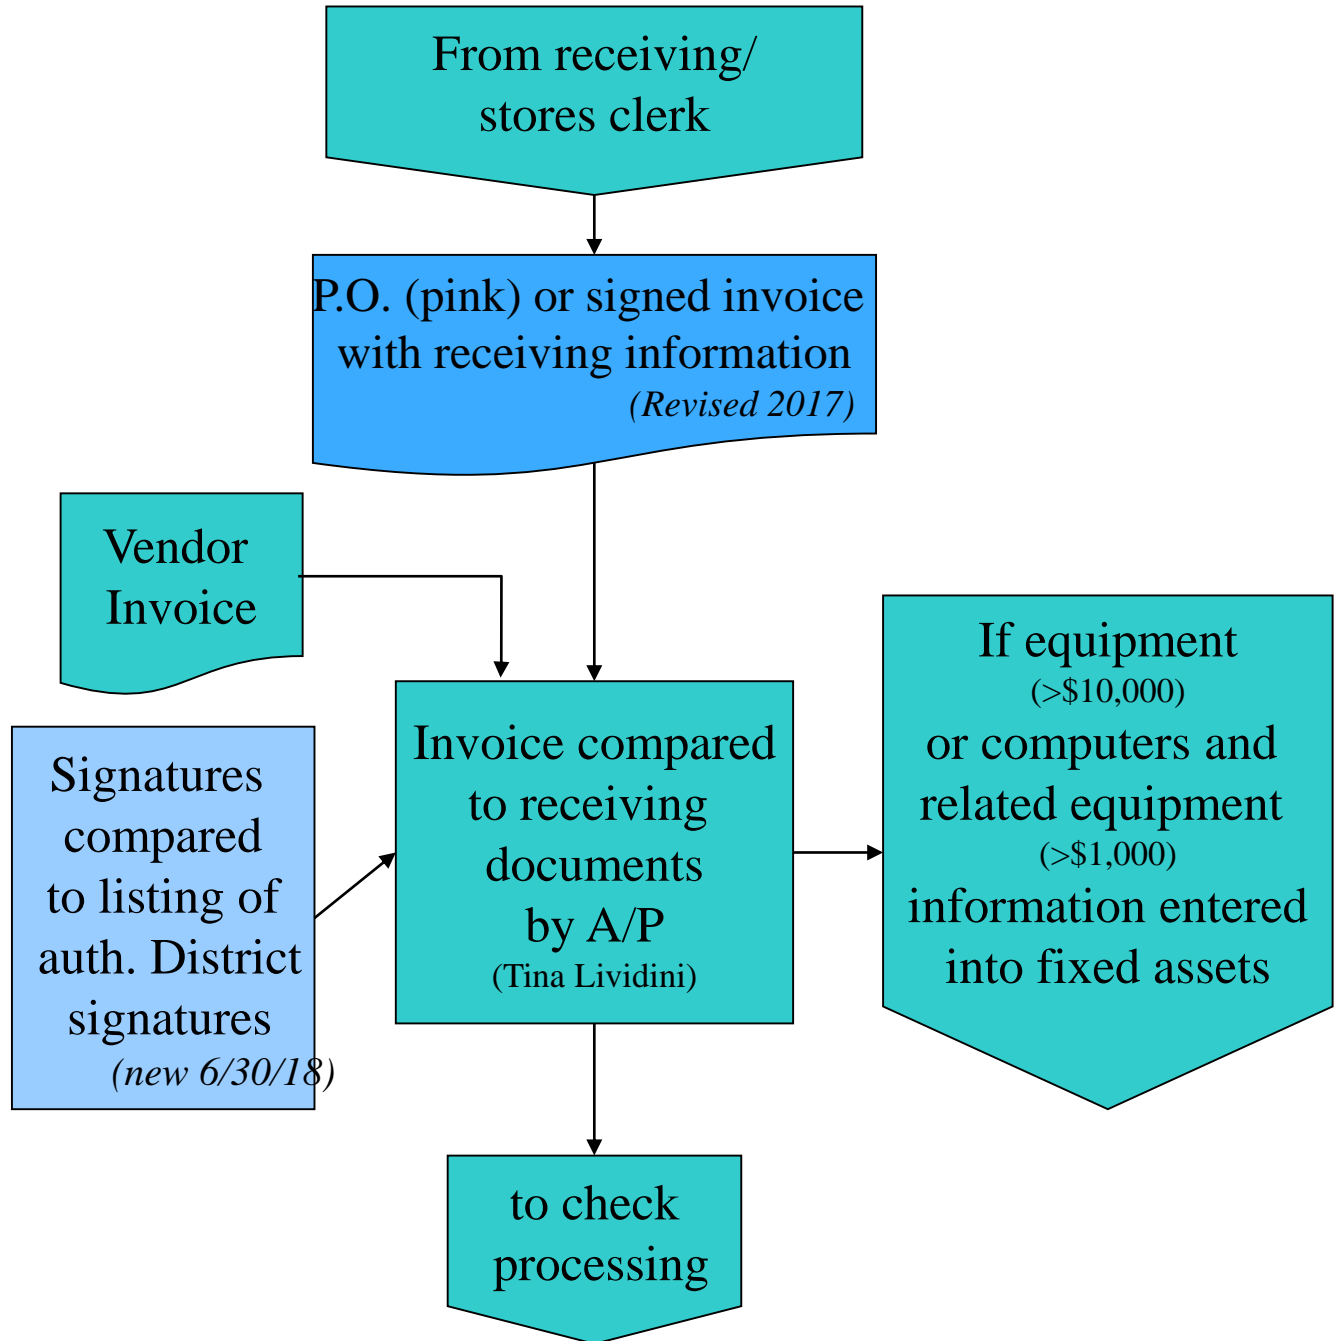 From receiving/
stores clerk
P.O. (pink) or signed invoice
with receiving information
(Revised 2017)
Vendor
Invoice
Signatures
compared
to listing of
auth. District
signatures
(new 6/30/18)
Invoice compared
to receiving
documents
by A/P
(Tina Lividini)
If equipment
(>$10,000)
or computers and
related equipment
(>$1,000)
information entered
into fixed assets
to check
processing